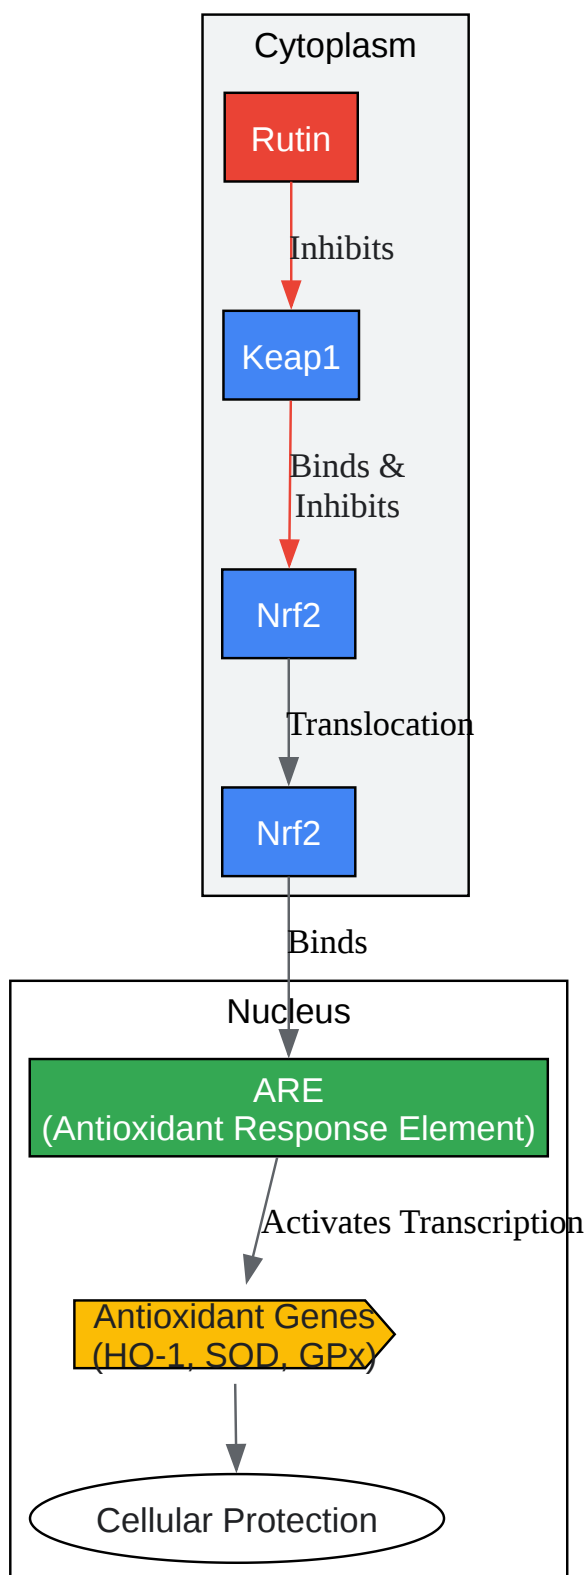 Cytoplasm
Rutin
Inhibits
Keap1
Binds &
Inhibits
Nrf2
Translocation
Nrf2
Binds
Nucleus
ARE
(Antioxidant Response Element)
Activates Transcription
Antioxidant Genes
(HO-1, SOD, GPx)
Cellular Protection